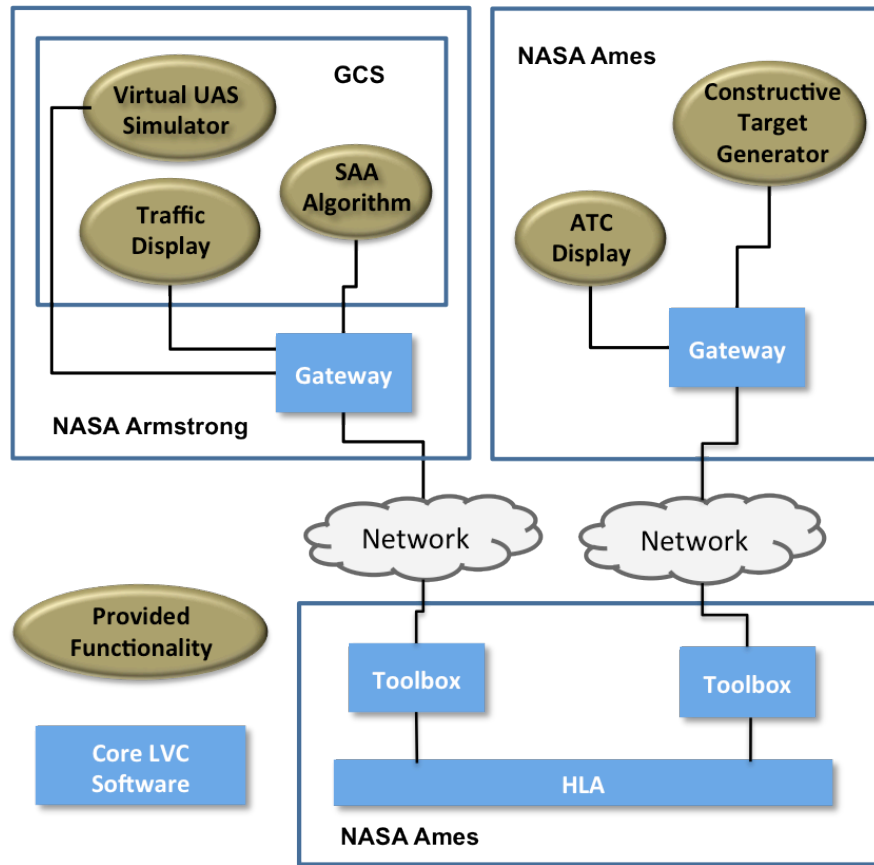 GCS
Virtual UAS
Simulator
SAA
Algorithm
Traffic
Display
Gateway
NASA Armstrong
NASA Ames
Constructive
Target
Generator
ATC
Display
Gateway
Network
Network
Provided
Functionality
Core LVC
Software
Toolbox
Toolbox
HLA
NASA Ames